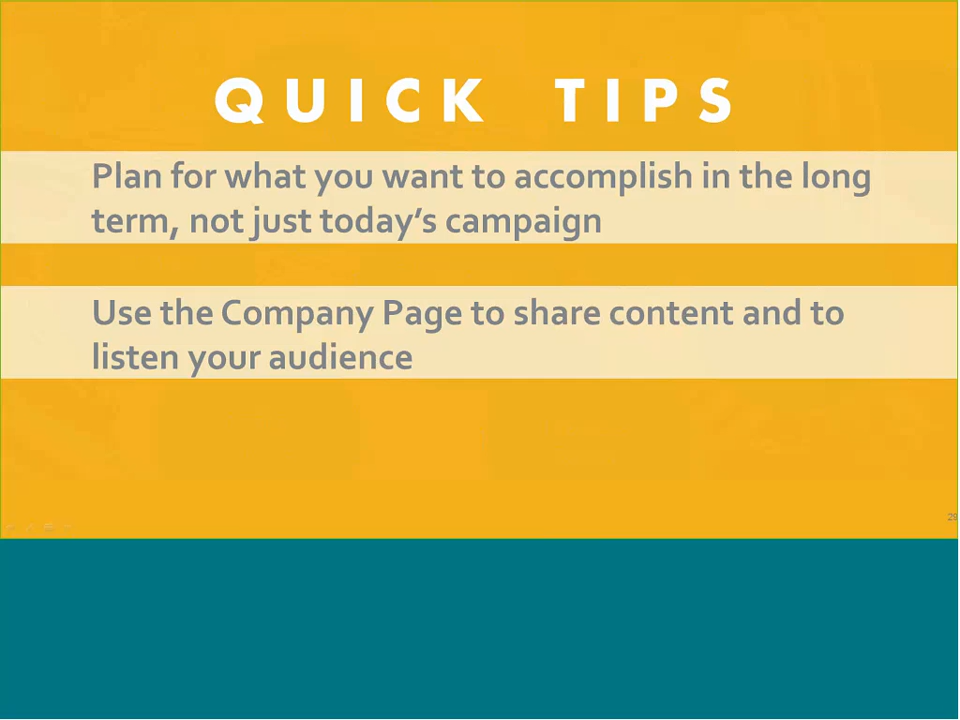 QUICK TIPS
Plan for what you want to accomplish in the long
term, not just today’s campaign
Use the Company Page to share content and to
listen your audience